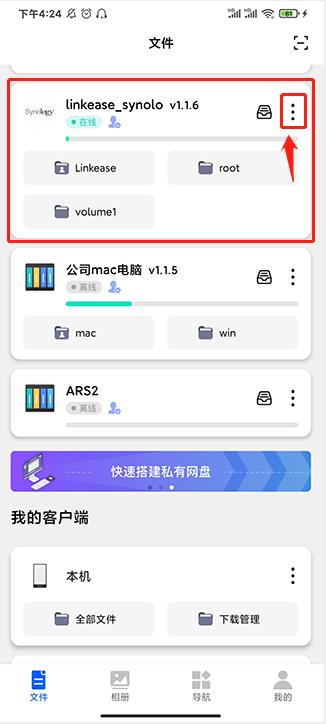 下午4:24
81
文件
Synology
linkease_synolo v1.1.6
在线
Linkease
root
volume1
公司mac电脑 v1.1.5
离线
mac
win
ARS2
离线
快速搭建私有网盘
我的客户端
本机
全部文件
下载管理
文件
相册
导航
我的